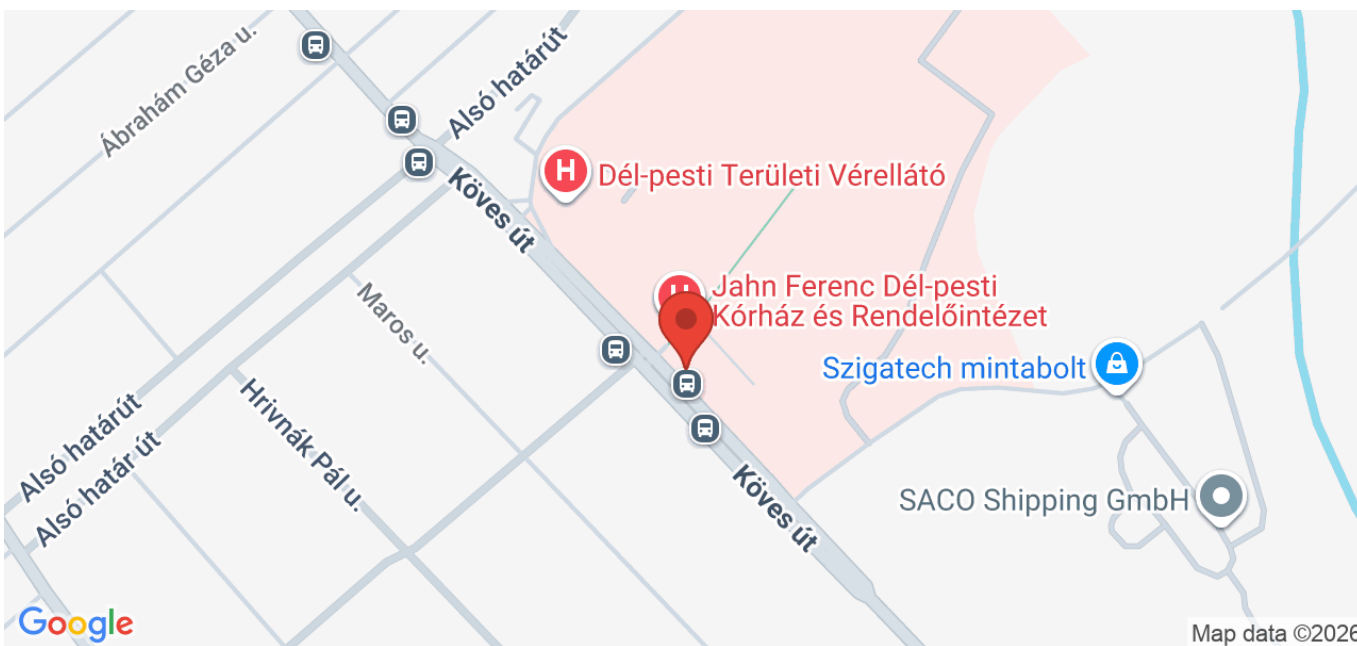 Ábrahám Géza u.
Alsó határút
H
Dél-pesti Területi Vérellátó
Köves út
Maros u.
Jahn Ferenc Dél-pesti
Kórház és Rendelőintézet
Szigatech mintabolt
Hrivnák Pál u.
Alsó határút
Alsó határ út
Köves út
SACO Shipping GmbH
Google
Map data ©2026